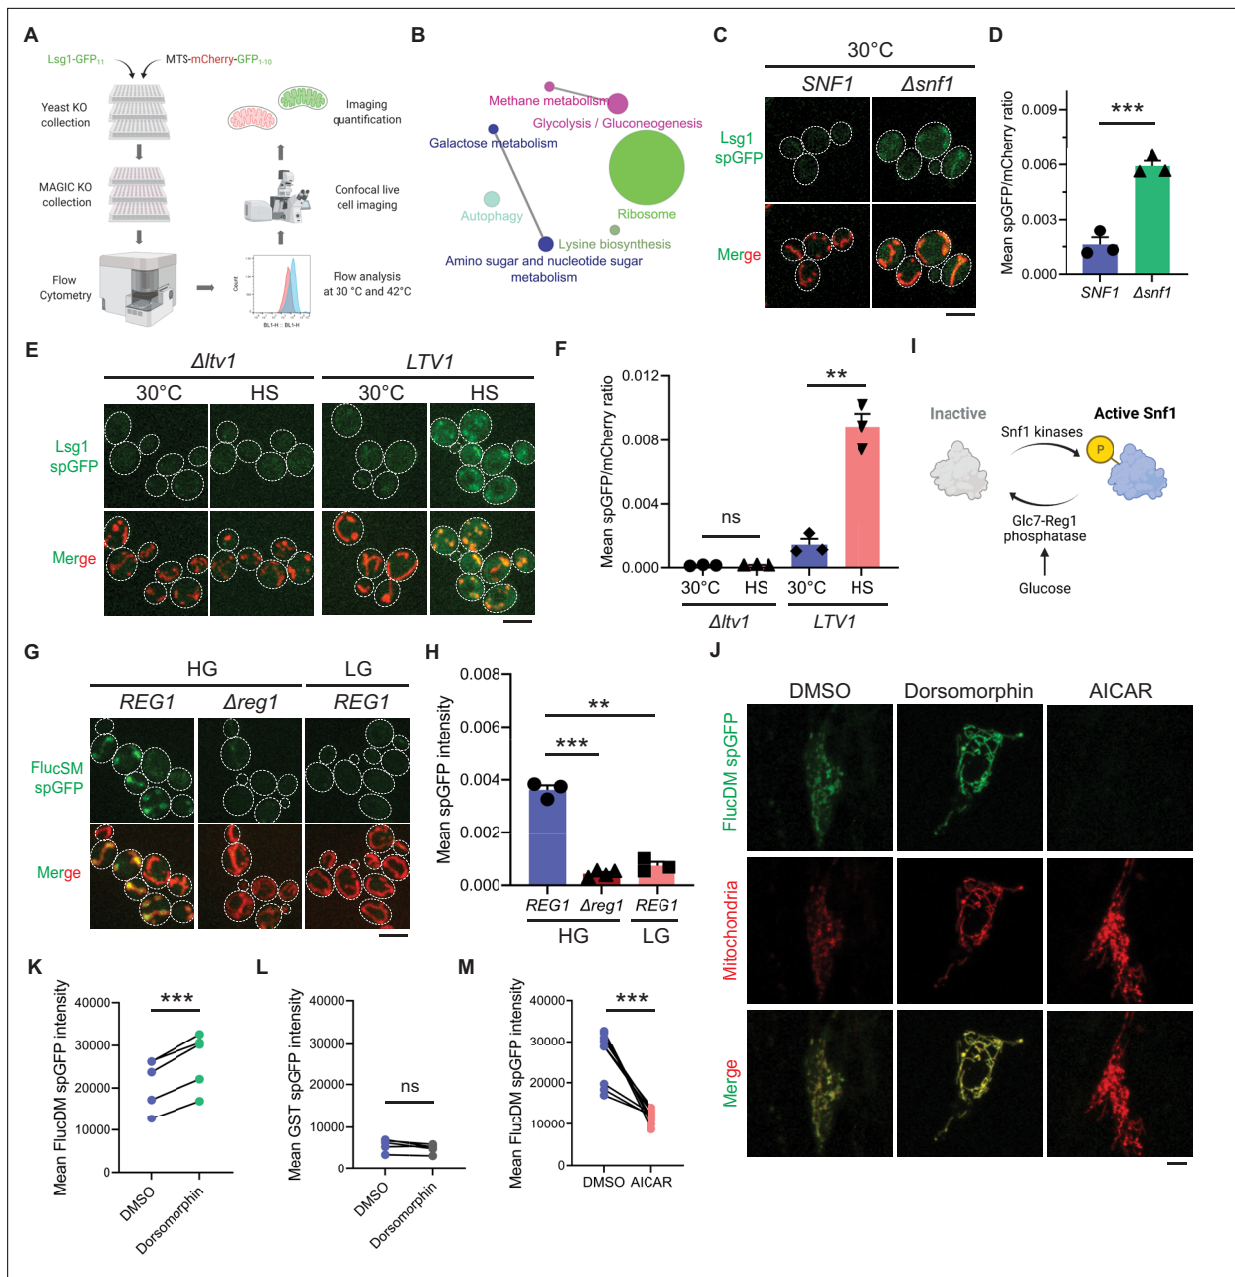 A
Lsg1-GFP11
MTS-mCherry-GFP1-10
Yeast KO
collection
MAGIC KO
collection
Flow
Cytometry
Imaging
quantification
Confocal live
cell imaging
Flow analysis
at 30 °C and 42°C
Count
BL1-H :: BL1-H
B
Methane metabolism
Glycolysis / Gluconeogenesis
Galactose metabolism
Autophagy
Ribosome
Lysine biosynthesis
Amino sugar and nucleotide sugar
metabolism
C
30°C
SNF1
Δsnf1
Lsg1
spGFP
Merge
D
Mean spGFP/mCherry ratio
0.009
0.006
0.003
0.000
***
SNF1
Δsnf1
E
Δltv1
LTV1
30°C
HS
30°C
HS
Lsg1
spGFP
Merge
F
Mean spGFP/mCherry ratio
0.012
0.008
0.004
0.000
ns
**
30°C
HS
30°C
HS
Δltv1
LTV1
I
Inactive
Active Snf1
Snf1 kinases
P
Glc7-Reg1
phosphatase
Glucose
G
HG
LG
REG1
Δreg1
REG1
FlucSM
spGFP
Merge
H
Mean spGFP intensity
0.008
0.006
0.004
0.002
0.000
**
***
REG1
Δreg1
REG1
HG
LG
J
DMSO
Dorsomorphin
AICAR
FlucDM spGFP
Mitochondria
Merge
K
Mean FlucDM spGFP intensity
40000
30000
20000
10000
0
***
DMSO
Dorsomorphin
L
Mean GST spGFP intensity
40000
30000
20000
10000
0
ns
DMSO
Dorsomorphin
M
Mean FlucDM spGFP intensity
40000
30000
20000
10000
0
***
DMSO
AICAR